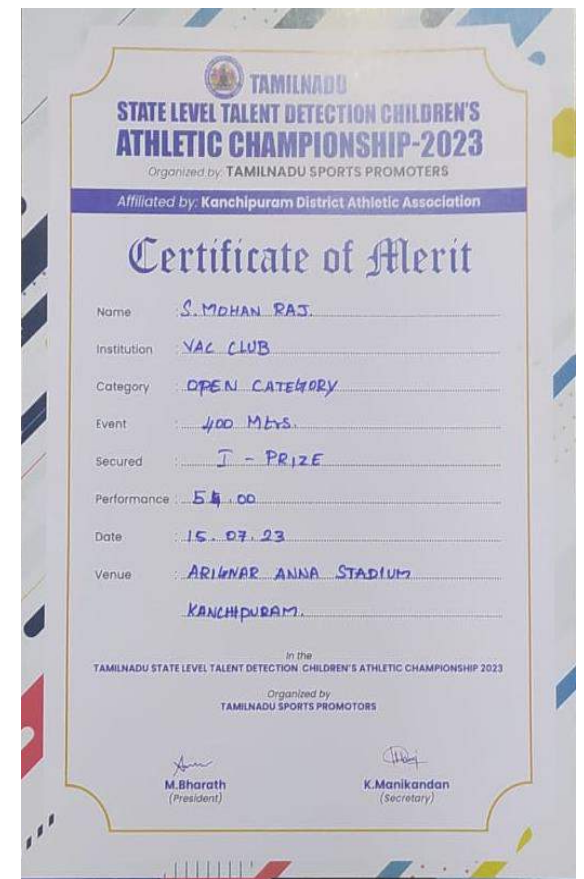 TAMILNADU
STATE LEVEL TALENT DETECTION CHILDREN'S
ATHLETIC CHAMPIONSHIP-2023
Organized by: TAMILNADU SPORTS PROMOTERS
Affiliated by: Kanchipuram District Athletic Association
Certificate of Merit
Name : S. MOHAN RAJ.
Institution : VAC CLUB
Category : OPEN CATEGORY
Event : 400 Mtrs.
Secured : I - PRIZE
Performance : .00
Date : 15.07.23
Venue : ARIGNAR ANNA STADIUM
KANCHIPURAM.
In the
TAMILNADU STATE LEVEL TALENT DETECTION CHILDREN'S ATHLETIC CHAMPIONSHIP 2023
Organized by
TAMILNADU SPORTS PROMOTORS
M.Bharath
(President)
K.Manikandan
(Secretary)